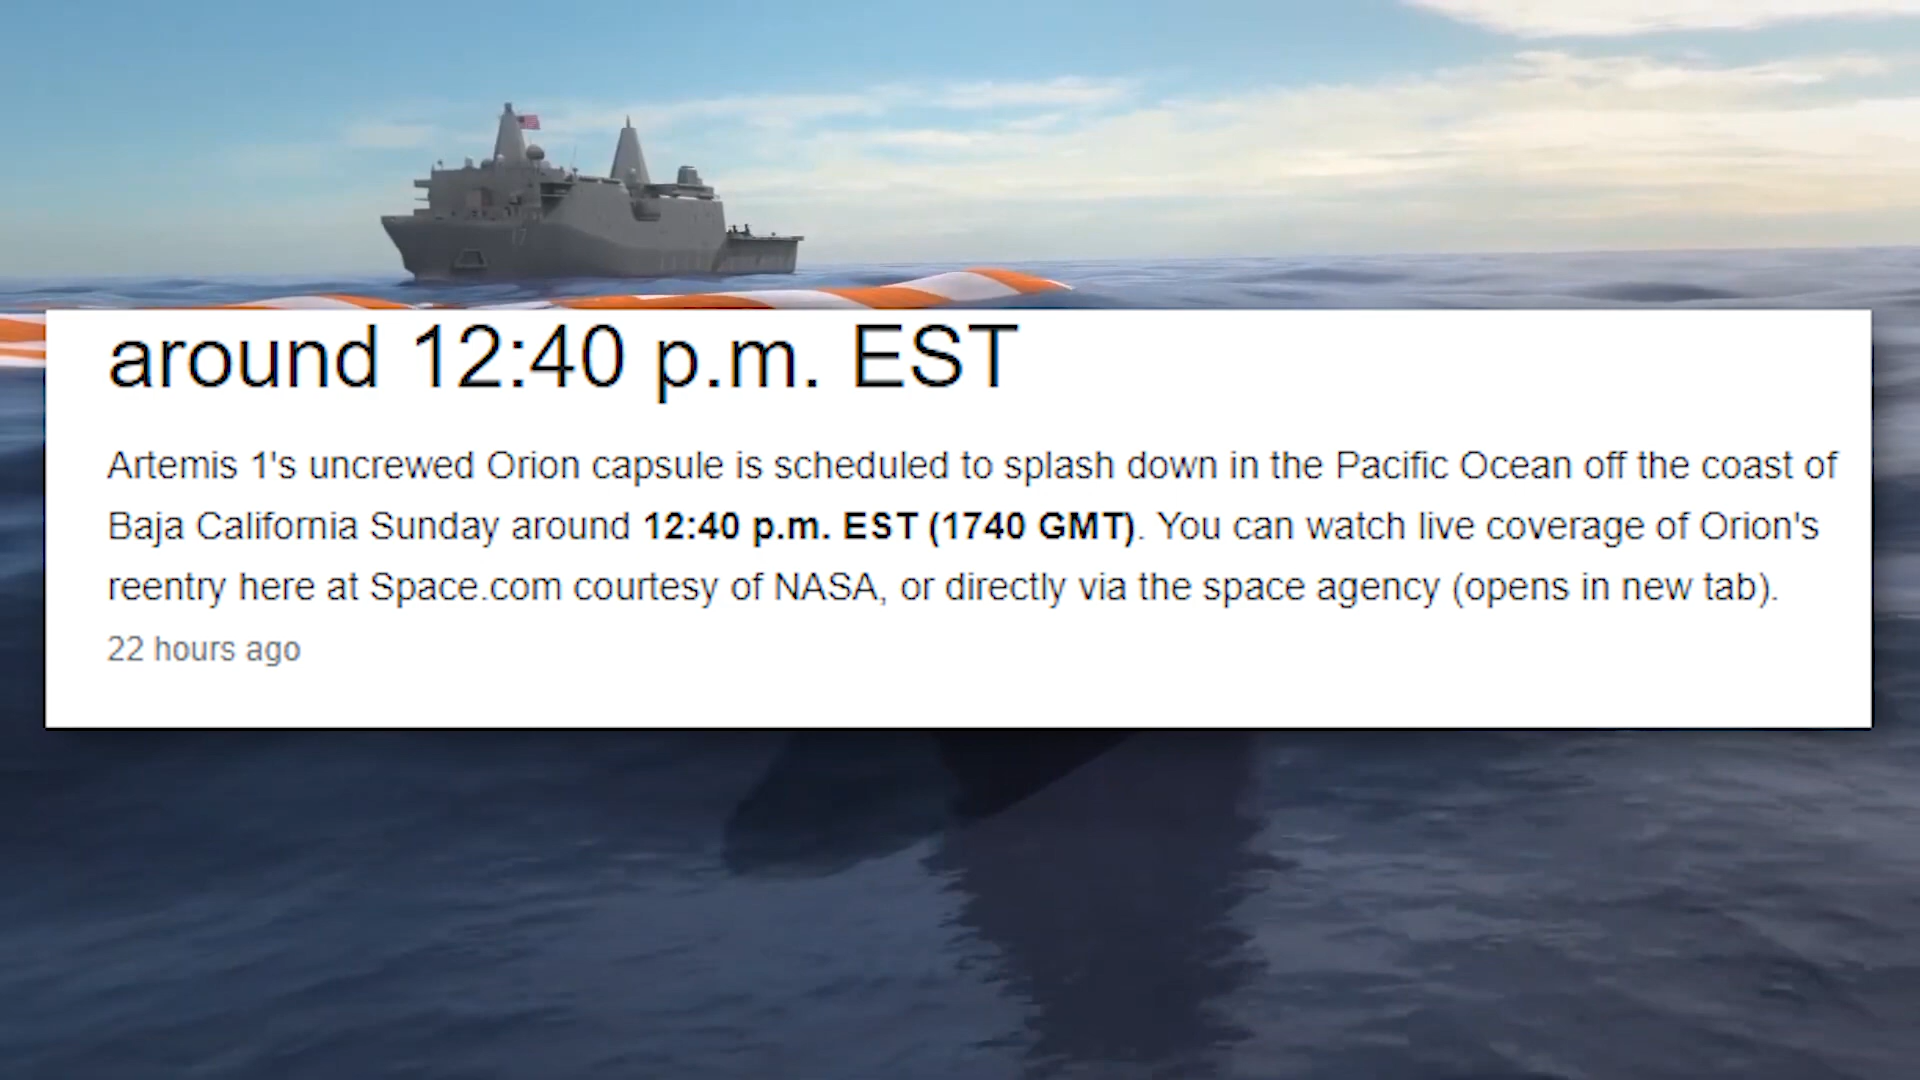 17
around 12:40 p.m. EST
Artemis 1's uncrewed Orion capsule is scheduled to splash down in the Pacific Ocean off the coast of
Baja California Sunday around 12:40 p.m. EST (1740 GMT). You can watch live coverage of Orion's
reentry here at Space.com courtesy of NASA, or directly via the space agency (opens in new tab).
22 hours ago